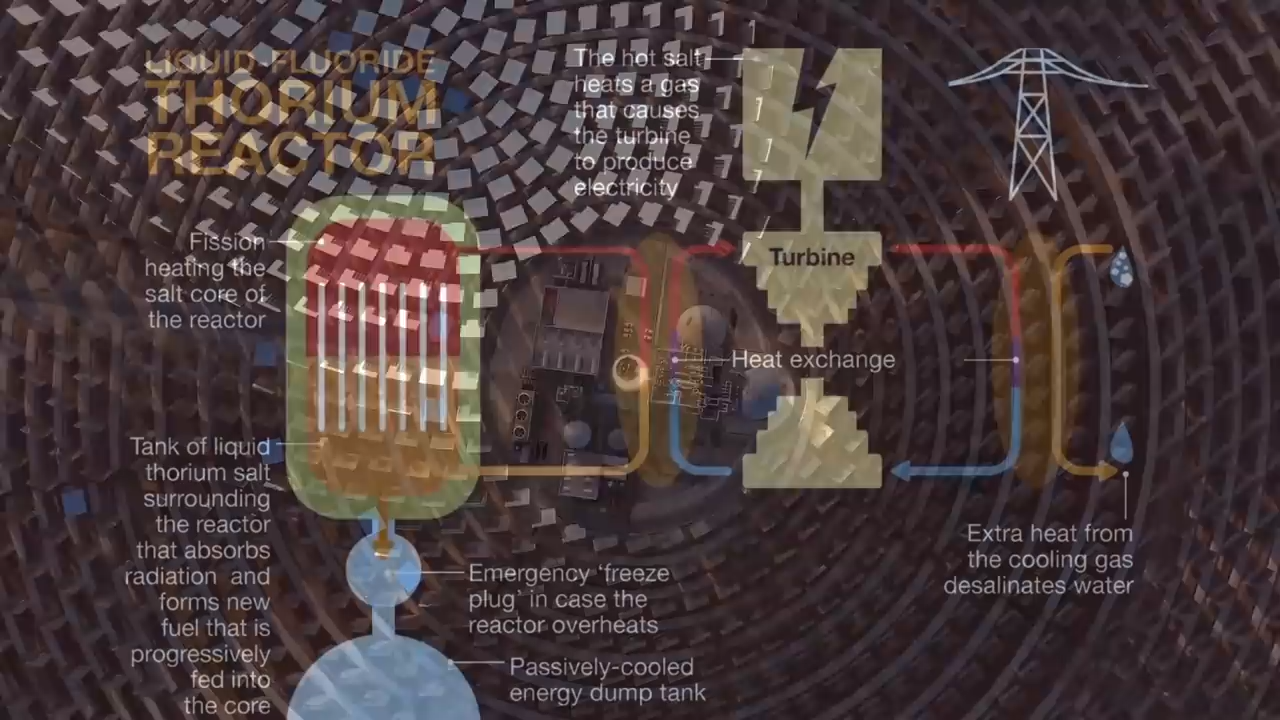 LIQUID FLUORIDE
THORIUM
REACTOR
The hot salt
heats a gas
that causes
the turbine
to produce
electricity
Fission
heating the
salt core of
the reactor
Turbine
Heat exchange
Tank of liquid
thorium salt
surrounding
the reactor
that absorbs
radiation and
forms new
fuel that is
progressively
fed into
the core
Emergency ‘freeze
plug’ in case the
reactor overheats
Passively-cooled
energy dump tank
Extra heat from
the cooling gas
desalinates water